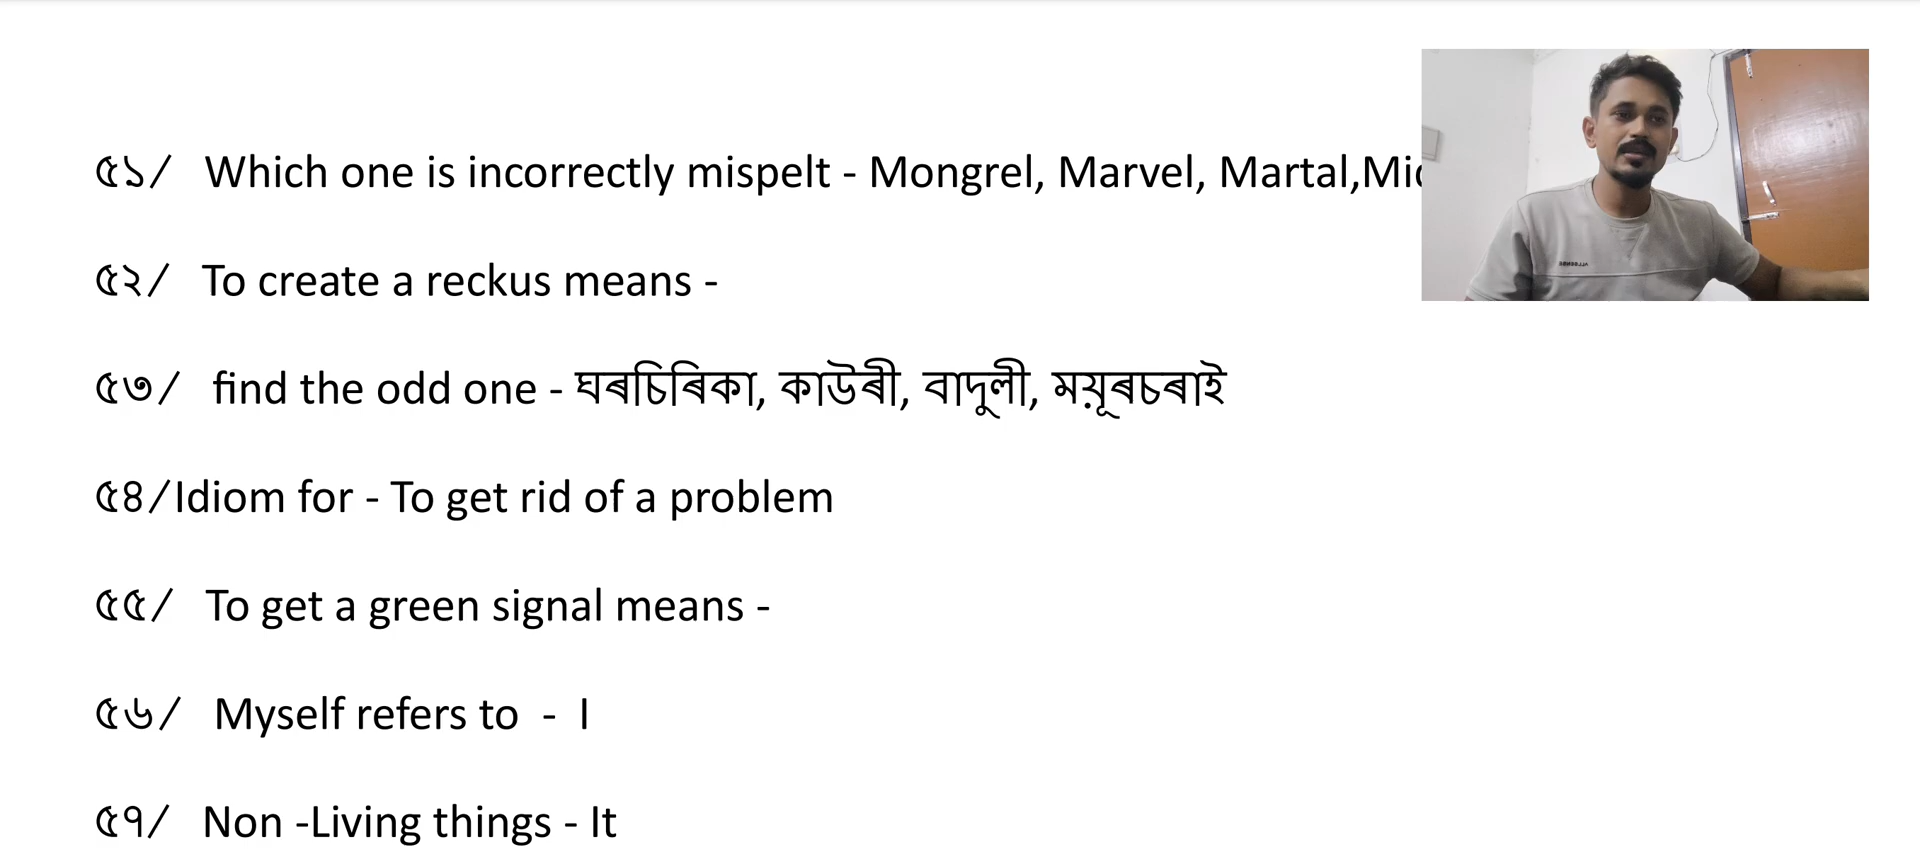 ৫১/ Which one is incorrectly mispelt - Mongrel, Marvel, Martal,
৫২/ To create a reckus means -
৫৩/ find the odd one - ঘৰচিৰিকা, কাউৰী, বাদুলী, ময়ূৰচৰাই
৫৪/Idiom for - To get rid of a problem
৫৫/ To get a green signal means -
৫৬/ Myself refers to - I
৫৭/ Non -Living things - It